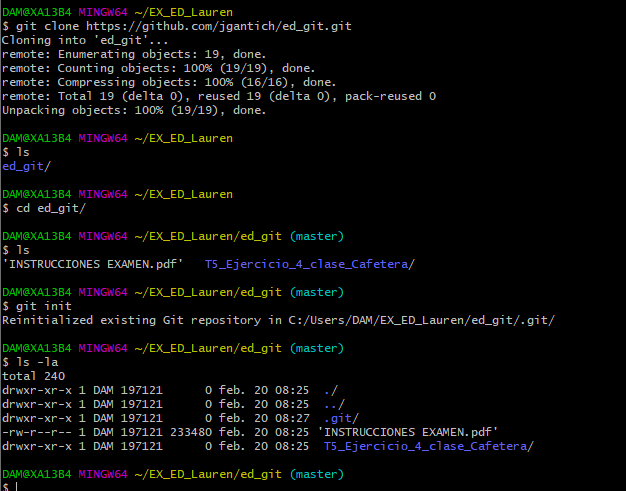 DAM@XA13B4 MINGW64 ~/EX_ED_Lauren
$ git clone https://github.com/jgantich/ed_git.git
Cloning into 'ed_git'...
remote: Enumerating objects: 19, done.
remote: Counting objects: 100% (19/19), done.
remote: Compressing objects: 100% (16/16), done.
remote: Total 19 (delta 0), reused 19 (delta 0), pack-reused 0
Unpacking objects: 100% (19/19), done.
DAM@XA13B4 MINGW64 ~/EX_ED_Lauren
$ ls
ed_git/
DAM@XA13B4 MINGW64 ~/EX_ED_Lauren
$ cd ed_git/
DAM@XA13B4 MINGW64 ~/EX_ED_Lauren/ed_git (master)
$ ls
'INSTRUCCIONES EXAMEN.pdf'   T5_Ejercicio_4_clase_Cafetera/
DAM@XA13B4 MINGW64 ~/EX_ED_Lauren/ed_git (master)
$ git init
Reinitialized existing Git repository in C:/Users/DAM/EX_ED_Lauren/ed_git/.git/
DAM@XA13B4 MINGW64 ~/EX_ED_Lauren/ed_git (master)
$ ls -la
total 240
drwxr-xr-x 1 DAM 197121      0 feb. 20 08:25  ./
drwxr-xr-x 1 DAM 197121      0 feb. 20 08:25  ../
drwxr-xr-x 1 DAM 197121      0 feb. 20 08:27  .git/
-rw-r--r-- 1 DAM 197121 233480 feb. 20 08:25 'INSTRUCCIONES EXAMEN.pdf'
drwxr-xr-x 1 DAM 197121      0 feb. 20 08:25  T5_Ejercicio_4_clase_Cafetera/
DAM@XA13B4 MINGW64 ~/EX_ED_Lauren/ed_git (master)
$